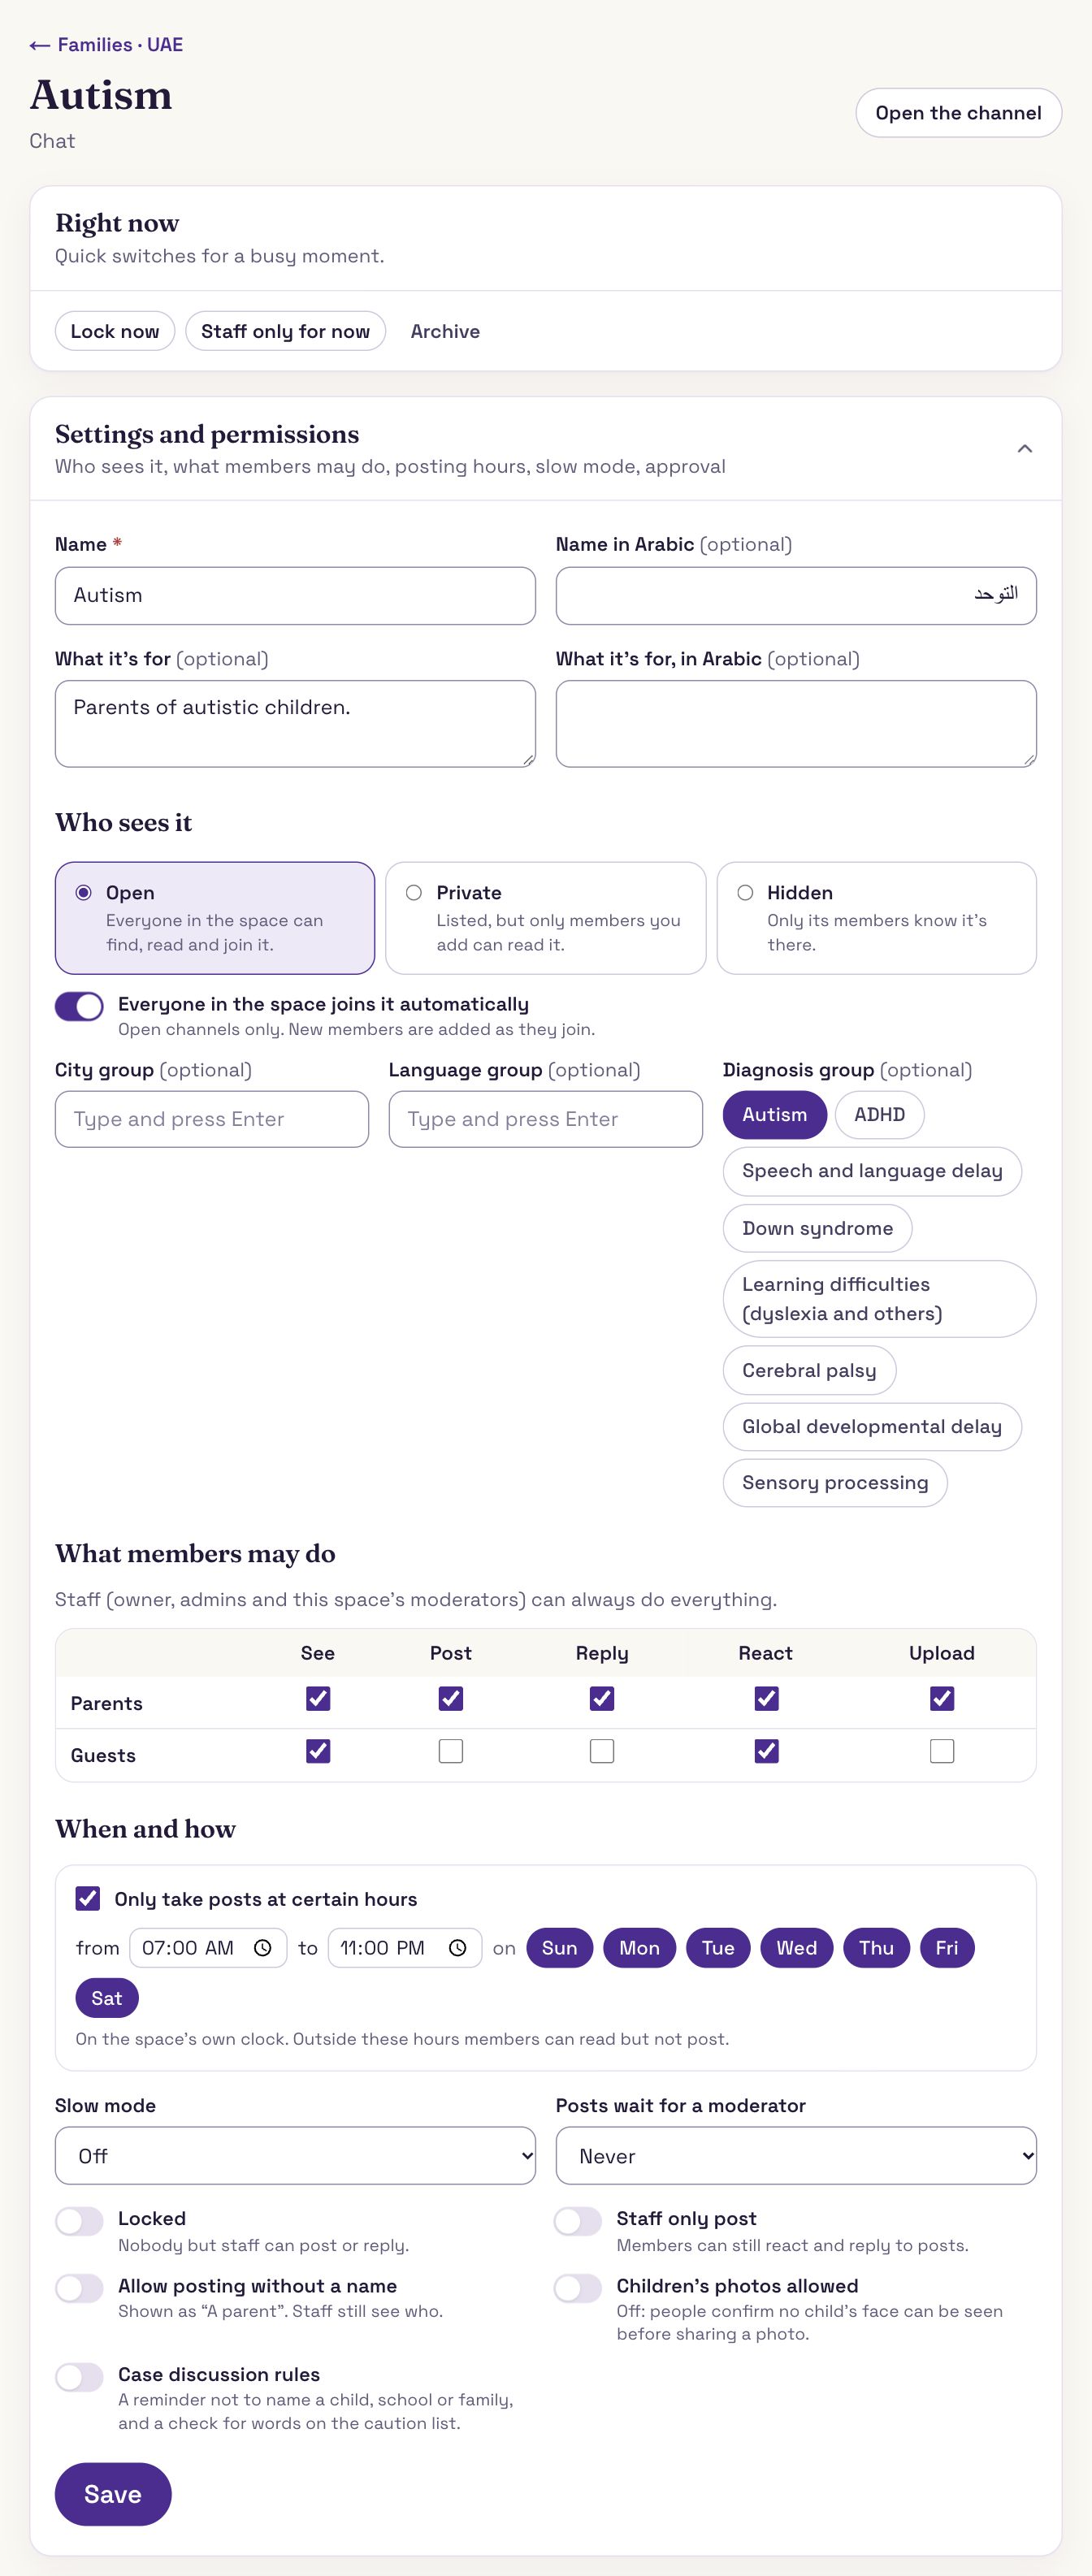 ← Families · UAE
Autism
Chat
Open the channel
Right now
Quick switches for a busy moment.
Lock now
Staff only for now
Archive
Settings and permissions
Who sees it, what members may do, posting hours, slow mode, approval
Name *
Name in Arabic (optional)
Autism
التوحد
What it's for (optional)
What it's for, in Arabic (optional)
Parents of autistic children.
Who sees it
Open
Everyone in the space can
find, read and join it.
Private
Listed, but only members you
add can read it.
Hidden
Only its members know it's
there.
Everyone in the space joins it automatically
Open channels only. New members are added as they join.
City group (optional)
Type and press Enter
Language group (optional)
Type and press Enter
Diagnosis group (optional)
Autism
ADHD
Speech and language delay
Down syndrome
Learning difficulties
(dyslexia and others)
Cerebral palsy
Global developmental delay
Sensory processing
What members may do
Staff (owner, admins and this space's moderators) can always do everything.
See Post Reply React Upload
Parents
Guests
When and how
Only take posts at certain hours
from 07:00 AM to 11:00 PM on Sun Mon Tue Wed Thu Fri
Sat
On the space's own clock. Outside these hours members can read but not post.
Slow mode
Off
Posts wait for a moderator
Never
Locked
Nobody but staff can post or reply.
Staff only post
Members can still react and reply to posts.
Allow posting without a name
Shown as “A parent”. Staff still see who.
Children's photos allowed
Off: people confirm no child's face can be seen
before sharing a photo.
Case discussion rules
A reminder not to name a child, school or family,
and a check for words on the caution list.
Save